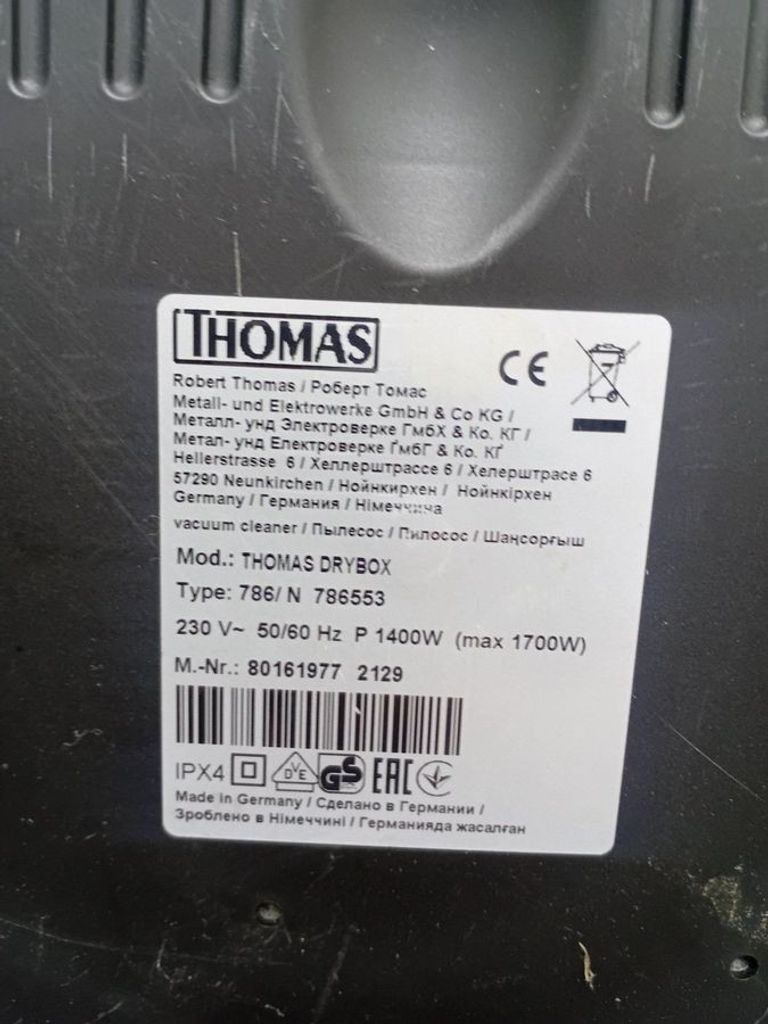 THOMAS
CE
Robert Thomas / Роберт Томас
Metall- und Elektrowerke GmbH & Co KG /
Металл- унд Электроверке ГмбХ & Ко. КГ /
Метал- унд Електроверке ҐмбГ & Ко. КҐ
Hellerstrasse 6 / Хеллерштрассе 6 / Хелерштрасе 6
57290 Neunkirchen / Нойнкирхен / Нойнкірхен
Germany / Германия / Німеччина
vacuum cleaner / Пылесос / Пилосос / Шаңсорғыш
Mod.: THOMAS DRYBOX
Type: 786/ N 786553
230 V~ 50/60 Hz P 1400W (max 1700W)
M.-Nr.: 80161977 2129
IPX4 DVE GS EAC
Made in Germany / Сделано в Германии /
Зроблено в Німеччині / Германияда жасалған